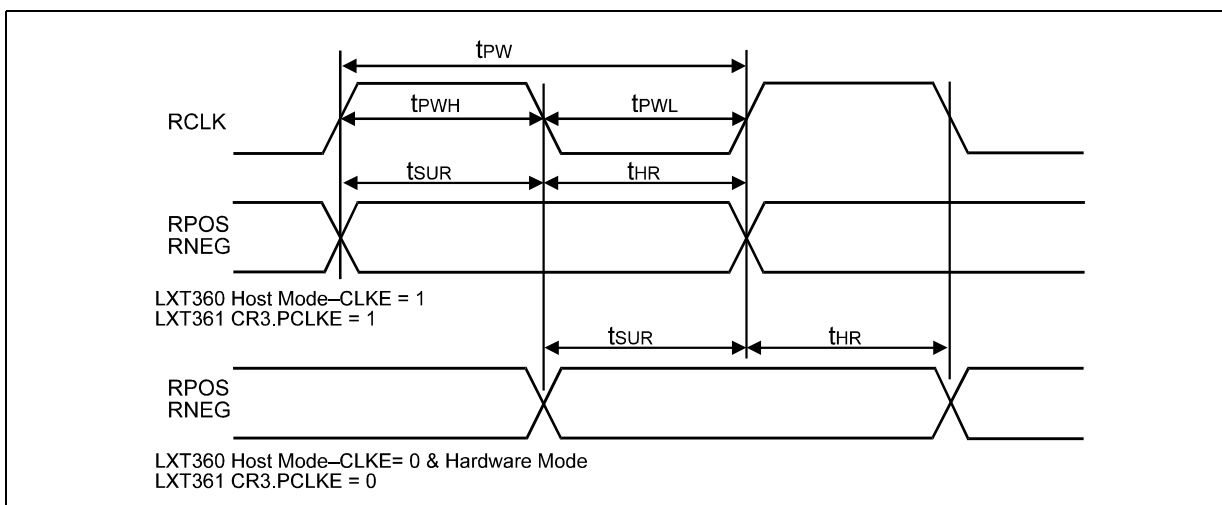 tPW
tPWH
tPWL
RCLK
tSUR
tHR
RPOS
RNEG
LXT360 Host Mode–CLKE = 1
LXT361 CR3.PCLKE = 1
tSUR
tHR
RPOS
RNEG
LXT360 Host Mode–CLKE= 0 & Hardware Mode
LXT361 CR3.PCLKE = 0